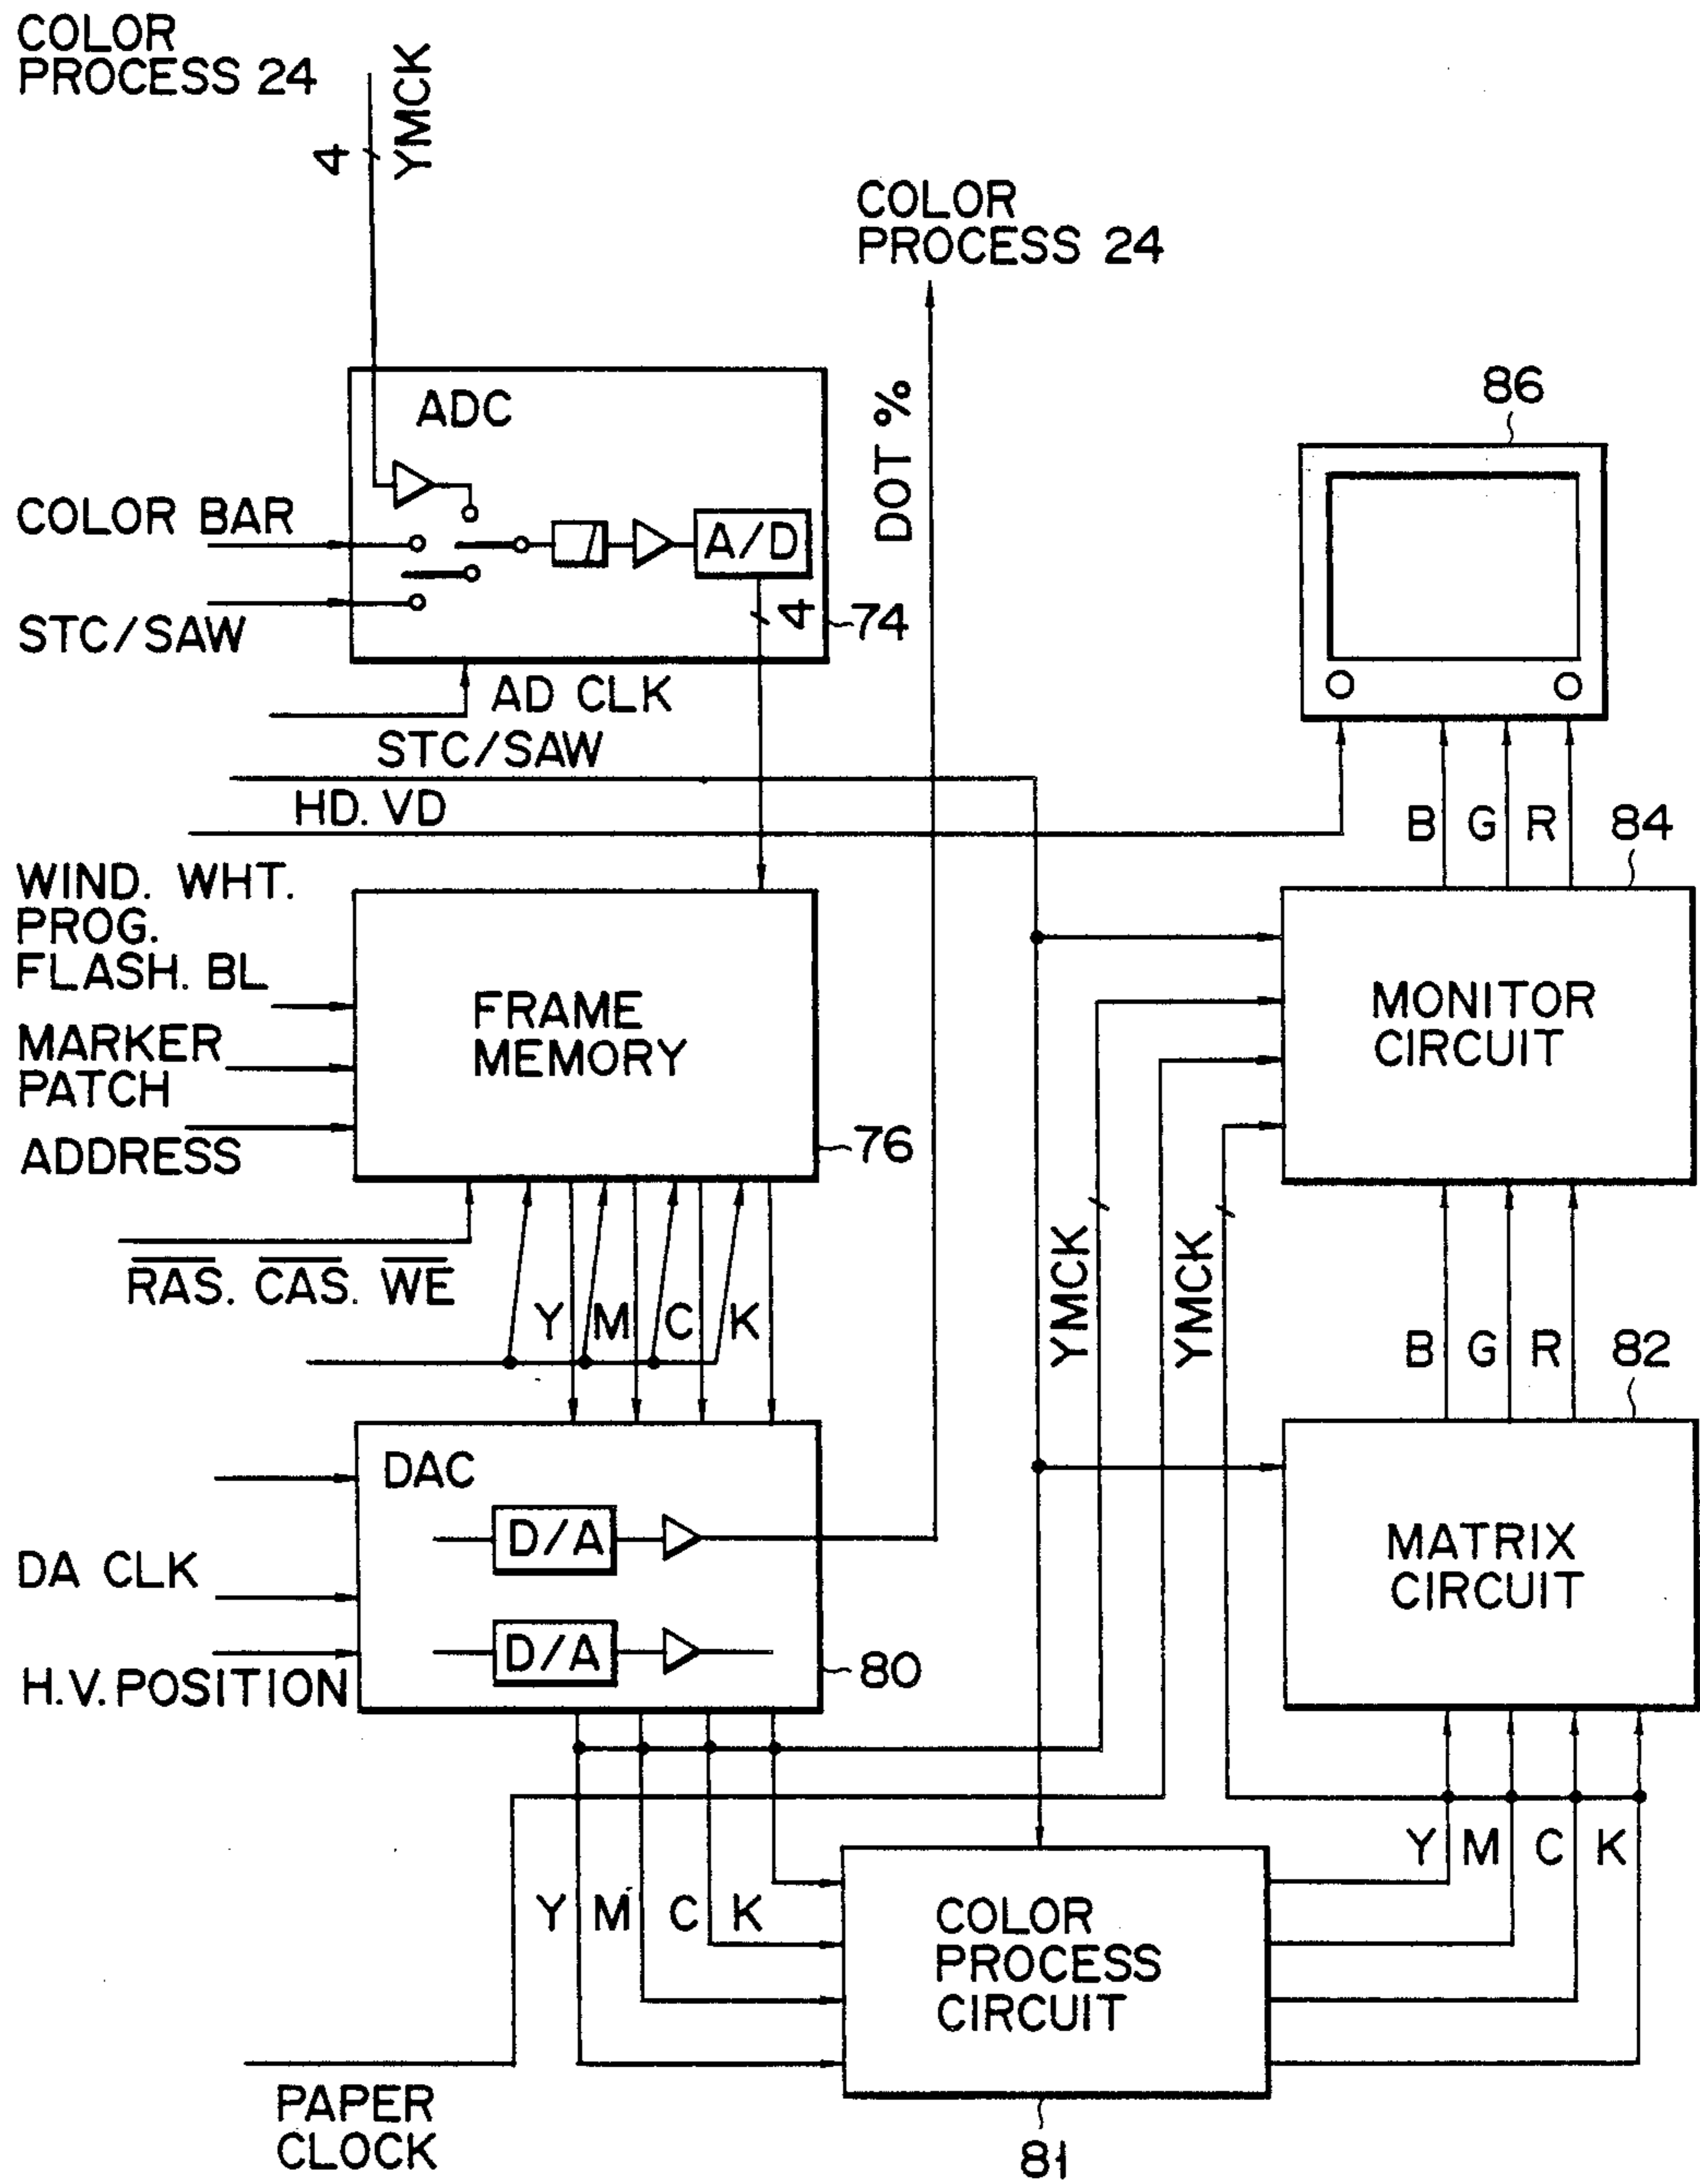 COLOR
PROCESS 24
4
YMCK
COLOR
PROCESS 24
ADC
DOT %
86
COLOR BAR
A/D
4
STC/SAW
74
AD CLK
STC/SAW
HD. VD
B G R
84
WIND. WHT.
PROG.
FLASH. BL
FRAME
MEMORY
MONITOR
CIRCUIT
MARKER
PATCH
ADDRESS
76
RAS. CAS. WE
YMCK
YMCK
Y M C K
B G R
82
DAC
D/A
MATRIX
CIRCUIT
DA CLK
D/A
80
H.V. POSITION
Y M C K
Y M C K
COLOR
PROCESS
CIRCUIT
PAPER
CLOCK
81